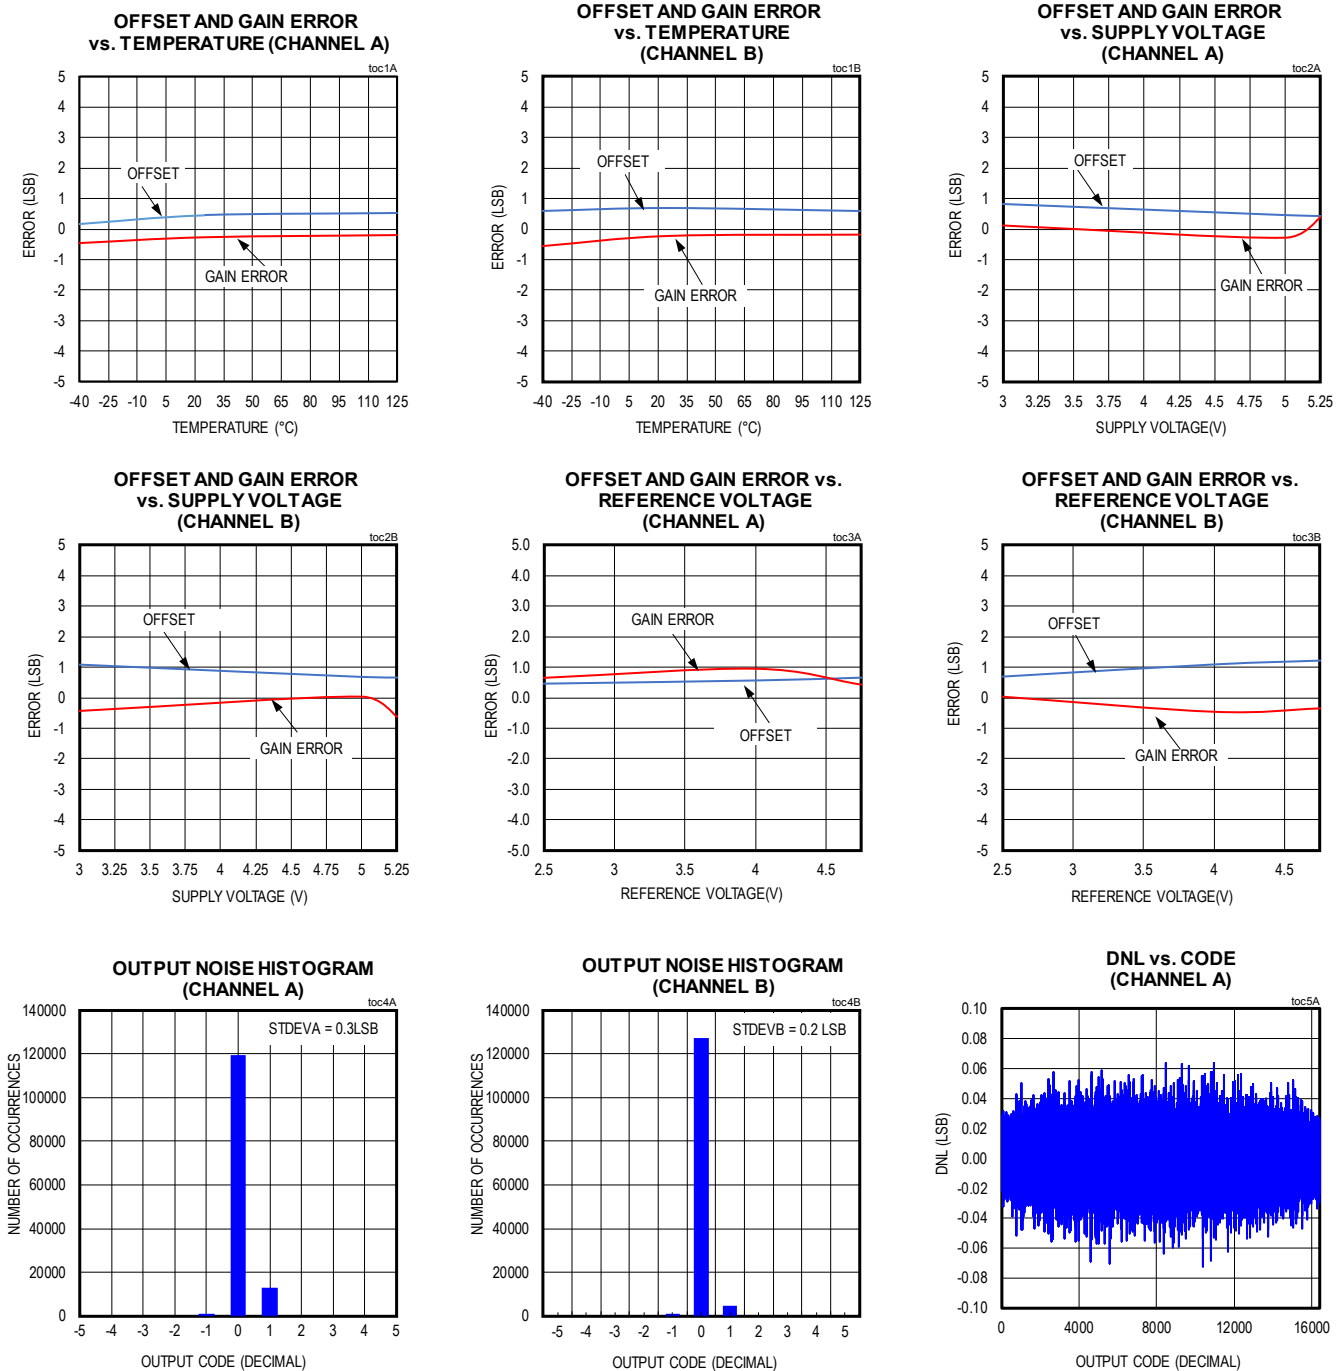 OFFSET AND GAIN ERROR
vs. TEMPERATURE (CHANNEL A)
toc1A
5
4
3
2
1
0
-1
-2
-3
-4
-5
ERROR (LSB)
OFFSET
GAIN ERROR
-40 -25 -10 5 20 35 50 65 80 95 110 125
TEMPERATURE (°C)
OFFSET AND GAIN ERROR
vs. TEMPERATURE
(CHANNEL B)
toc1B
5
4
3
2
1
0
-1
-2
-3
-4
-5
ERROR (LSB)
OFFSET
GAIN ERROR
-40 -25 -10 5 20 35 50 65 80 95 110 125
TEMPERATURE (°C)
OFFSET AND GAIN ERROR
vs. SUPPLY VOLTAGE
(CHANNEL A)
toc2A
5
4
3
2
1
0
-1
-2
-3
-4
-5
ERROR (LSB)
OFFSET
GAIN ERROR
3 3.25 3.5 3.75 4 4.25 4.5 4.75 5 5.25
SUPPLY VOLTAGE(V)
OFFSET AND GAIN ERROR
vs. SUPPLY VOLTAGE
(CHANNEL B)
toc2B
5
4
3
2
1
0
-1
-2
-3
-4
-5
ERROR (LSB)
OFFSET
GAIN ERROR
3 3.25 3.5 3.75 4 4.25 4.5 4.75 5 5.25
SUPPLY VOLTAGE (V)
OFFSET AND GAIN ERROR vs.
REFERENCE VOLTAGE
(CHANNEL A)
toc3A
5.0
4.0
3.0
2.0
1.0
0.0
-1.0
-2.0
-3.0
-4.0
-5.0
ERROR (LSB)
GAIN ERROR
OFFSET
2.5 3 3.5 4 4.5
REFERENCE VOLTAGE(V)
OFFSET AND GAIN ERROR vs.
REFERENCE VOLTAGE
(CHANNEL B)
toc3B
5
4
3
2
1
0
-1
-2
-3
-4
-5
ERROR (LSB)
OFFSET
GAIN ERROR
2.5 3 3.5 4 4.5
REFERENCE VOLTAGE(V)
OUTPUT NOISE HISTOGRAM
(CHANNEL A)
toc4A
140000
120000
100000
80000
60000
40000
20000
0
NUMBER OF OCCURRENCES
STDEVA = 0.3LSB
-5 -4 -3 -2 -1 0 1 2 3 4 5
OUTPUT CODE (DECIMAL)
OUTPUT NOISE HISTOGRAM
(CHANNEL B)
toc4B
140000
120000
100000
80000
60000
40000
20000
0
NUMBER OF OCCURRENCES
STDEVB = 0.2 LSB
-5 -4 -3 -2 -1 0 1 2 3 4 5
OUTPUT CODE (DECIMAL)
DNL vs. CODE
(CHANNEL A)
toc5A
0.10
0.08
0.06
0.04
0.02
0.00
-0.02
-0.04
-0.06
-0.08
-0.10
DNL (LSB)
0 4000 8000 12000 16000
OUTPUT CODE (DECIMAL)